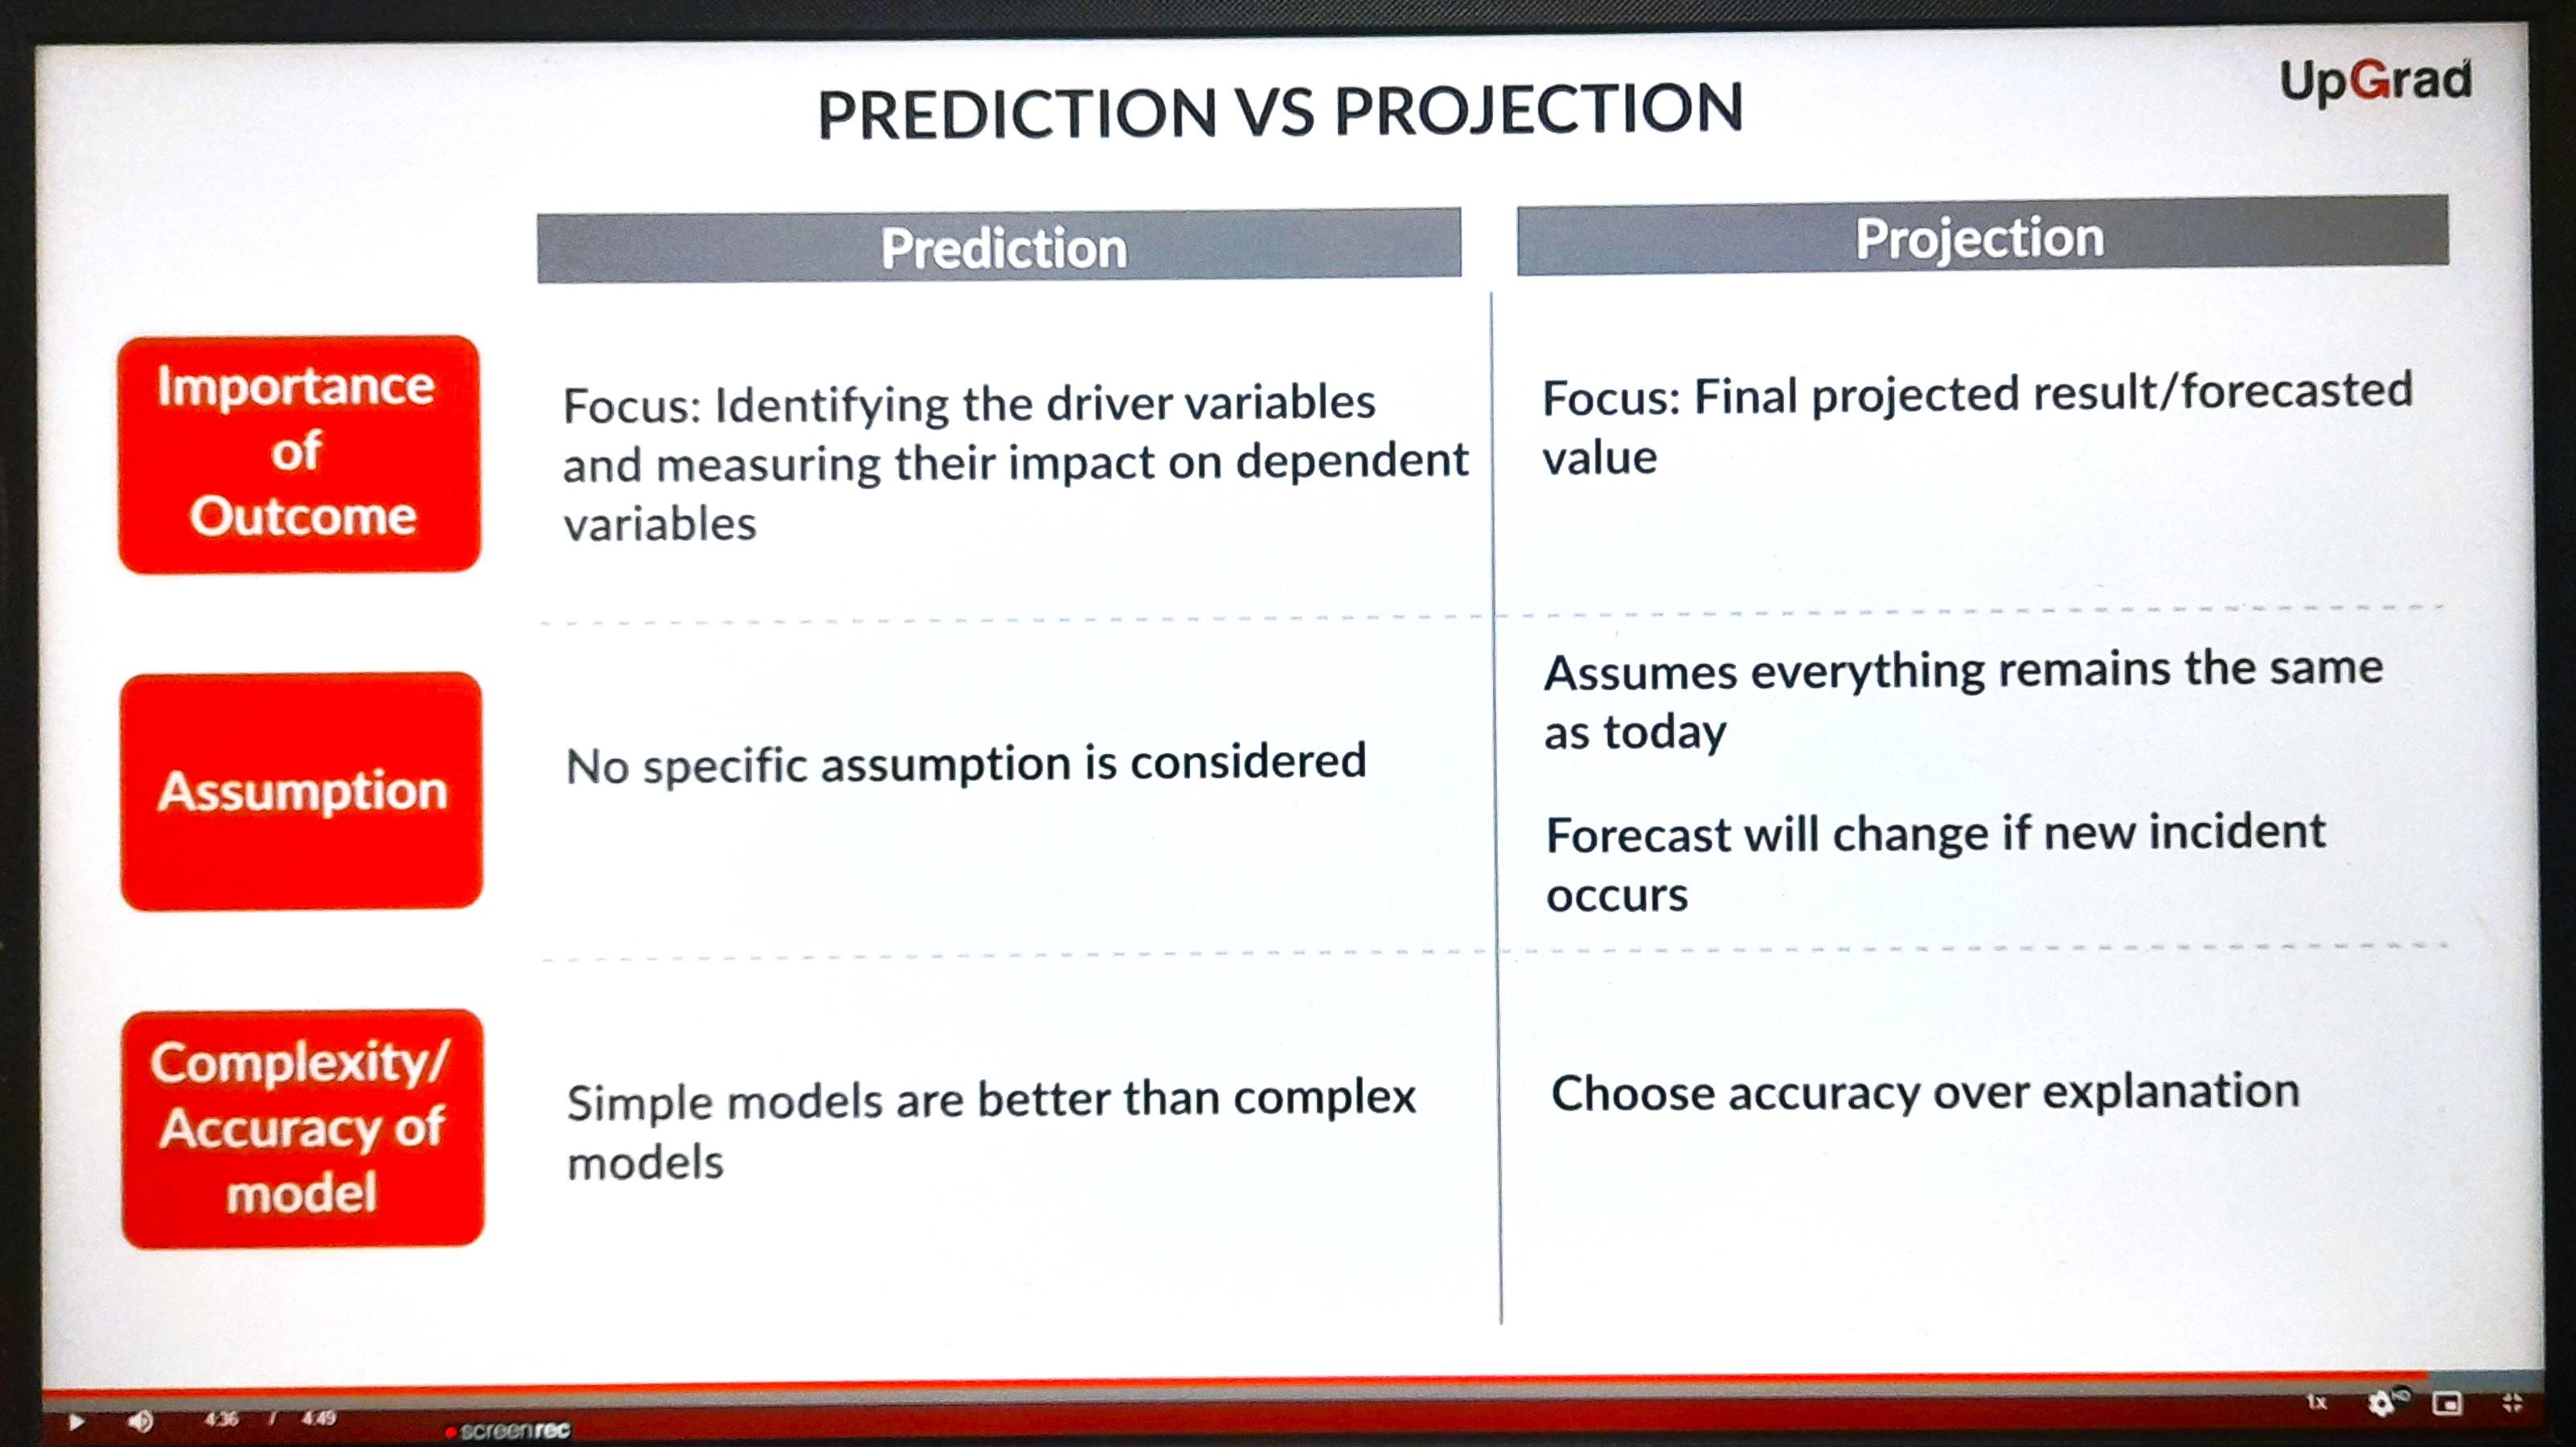 UpGrad
PREDICTION VS PROJECTION
Prediction
Projection
Importance
of
Outcome
Focus: Identifying the driver variables
and measuring their impact on dependent
variables
Focus: Final projected result/forecasted
value
Assumption
No specific assumption is considered
Assumes everything remains the same
as today
Forecast will change if new incident
occurs
Complexity/
Accuracy of
model
Simple models are better than complex
models
Choose accuracy over explanation
4:36 / 4:49
screenrec
1x
HD